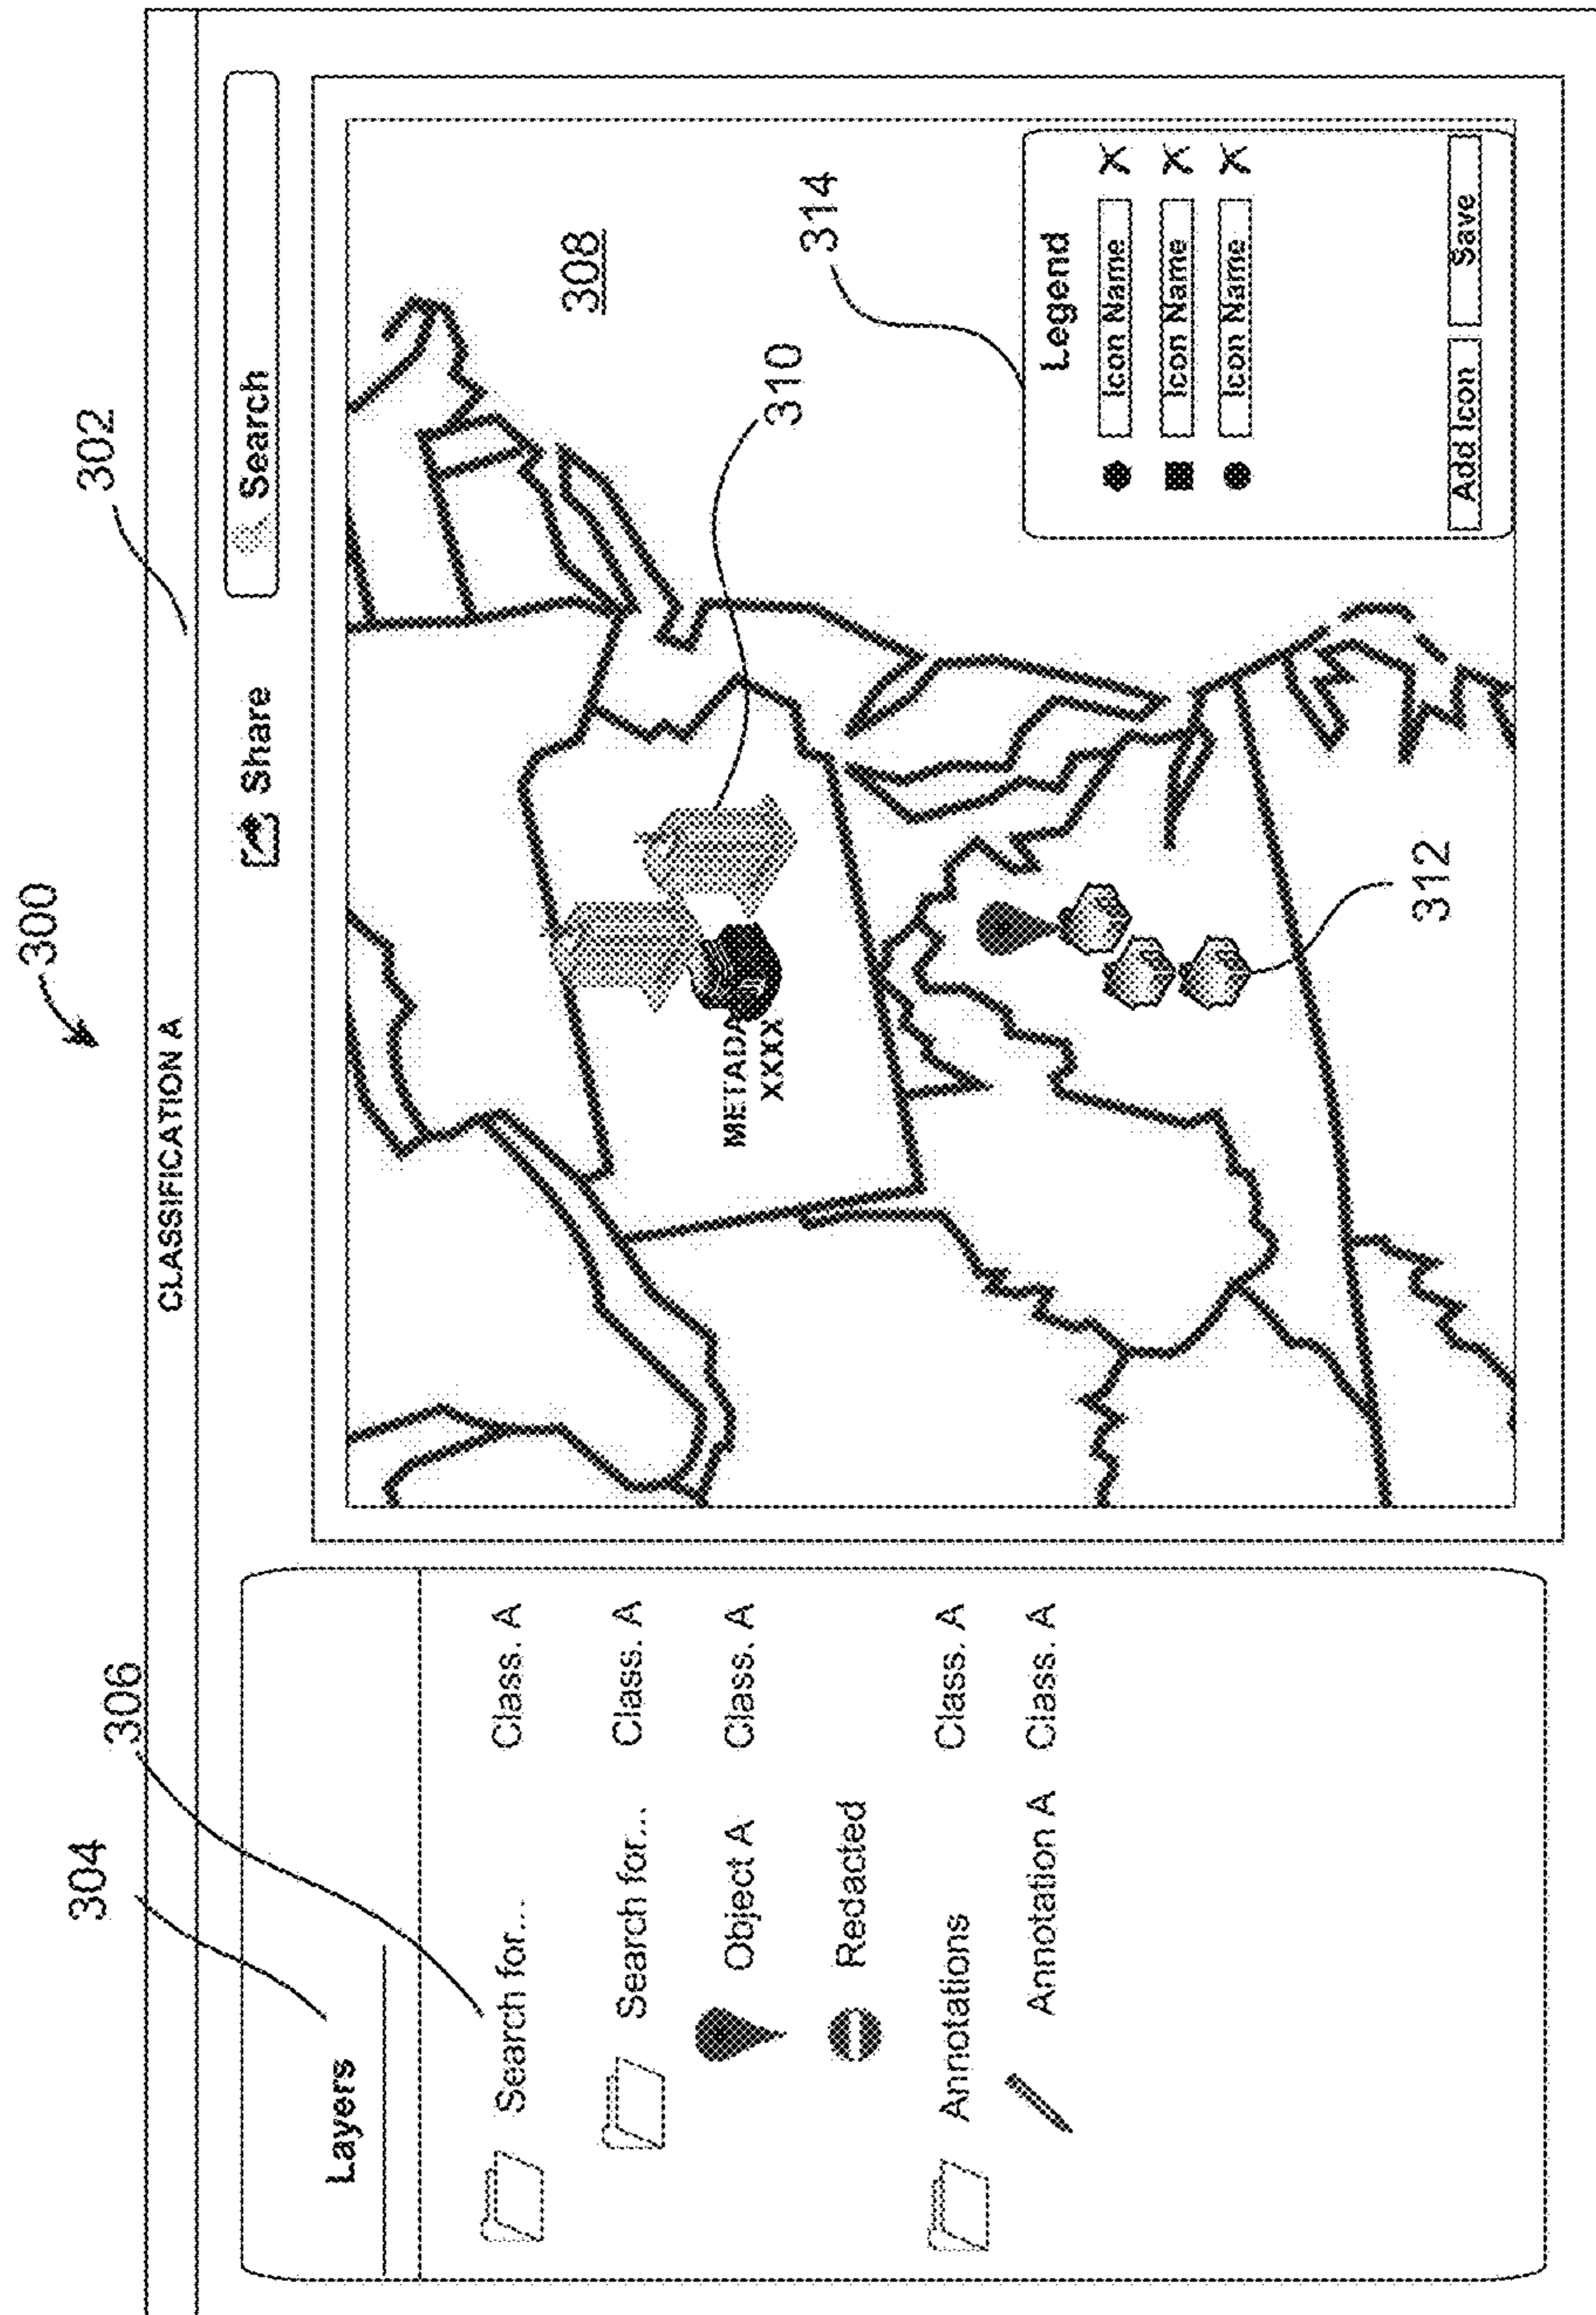 300
302
CLASSIFICATION A
304
306
Share
Search
Layers
Search for... Class. A
Search for... Class. A
Object A Class. A
Redacted
Annotations Class. A
Annotation A Class. A
308
310
METADA
XXXX
314
312
Legend
Icon Name X
Icon Name X
Icon Name X
Add Icon Save